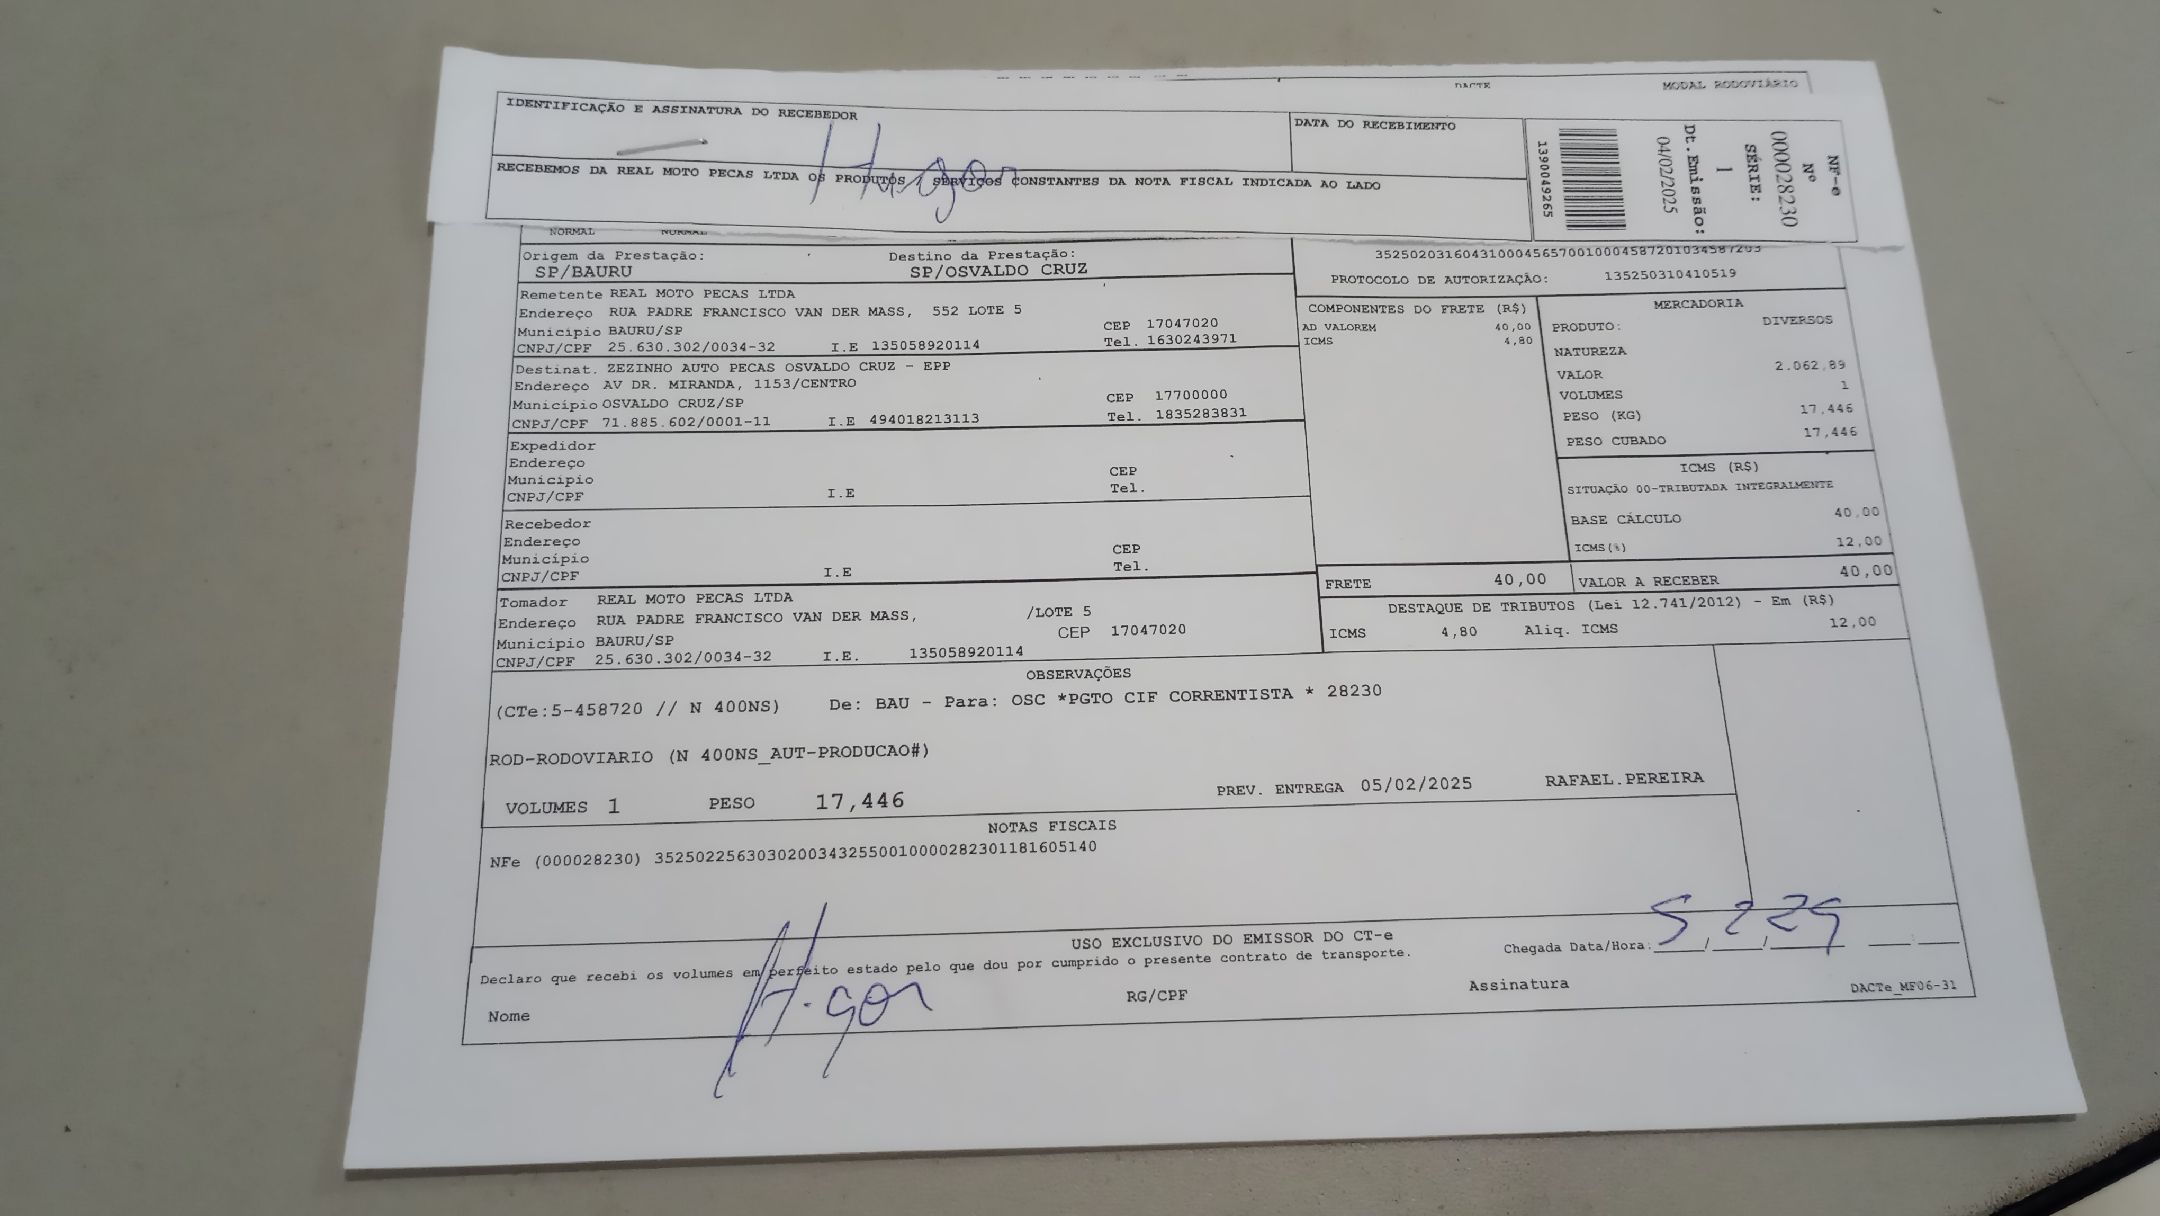 DACTE MODAL RODOVIÁRIO
IDENTIFICAÇÃO E ASSINATURA DO RECEBEDOR
DATA DO RECEBIMENTO
RECEBEMOS DA REAL MOTO PECAS LTDA OS PRODUTOS / SERVIÇOS CONSTANTES DA NOTA FISCAL INDICADA AO LADO
1390049265
NF-e
Nº
000028230
SÉRIE:
1
Dt.Emissão:
04/02/2025
NORMAL NORMAL
Origem da Prestação: Destino da Prestação:
SP/BAURU SP/OSVALDO CRUZ
PROTOCOLO DE AUTORIZAÇÃO: 135250310410519
Remetente REAL MOTO PECAS LTDA
Endereço RUA PADRE FRANCISCO VAN DER MASS, 552 LOTE 5
Município BAURU/SP CEP 17047020
CNPJ/CPF 25.630.302/0034-32 I.E 135058920114 Tel. 1630243971
Destinat. ZEZINHO AUTO PECAS OSVALDO CRUZ - EPP
Endereço AV DR. MIRANDA, 1153/CENTRO
Município OSVALDO CRUZ/SP CEP 17700000
CNPJ/CPF 71.885.602/0001-11 I.E 494018213113 Tel. 1835283831
Expedidor
Endereço
Município CEP
CNPJ/CPF I.E Tel.
Recebedor
Endereço
Município CEP
CNPJ/CPF I.E Tel.
Tomador REAL MOTO PECAS LTDA
Endereço RUA PADRE FRANCISCO VAN DER MASS, /LOTE 5
Município BAURU/SP CEP 17047020
CNPJ/CPF 25.630.302/0034-32 I.E. 135058920114
COMPONENTES DO FRETE (R$)
AD VALOREM 40,00
ICMS 4,80
MERCADORIA
PRODUTO: DIVERSOS
NATUREZA
VALOR 2.062,89
VOLUMES 1
PESO (KG) 17,446
PESO CUBADO 17,446
ICMS (R$)
SITUAÇÃO 00-TRIBUTADA INTEGRALMENTE
BASE CÁLCULO 40,00
ICMS(%) 12,00
FRETE 40,00 VALOR A RECEBER 40,00
DESTAQUE DE TRIBUTOS (Lei 12.741/2012) - Em (R$)
ICMS 4,80 Aliq. ICMS 12,00
OBSERVAÇÕES
(CTe:5-458720 // N 400NS) De: BAU - Para: OSC *PGTO CIF CORRENTISTA * 28230
ROD-RODOVIARIO (N 400NS_AUT-PRODUCAO#)
VOLUMES 1 PESO 17,446 PREV. ENTREGA 05/02/2025 RAFAEL.PEREIRA
NOTAS FISCAIS
NFe (000028230) 35250225630302003432550010000282301181605140
USO EXCLUSIVO DO EMISSOR DO CT-e
Declaro que recebi os volumes em perfeito estado pelo que dou por cumprido o presente contrato de transporte.
Chegada Data/Hora: 5 / 2 /
Nome RG/CPF Assinatura
DACTe_MF06-31